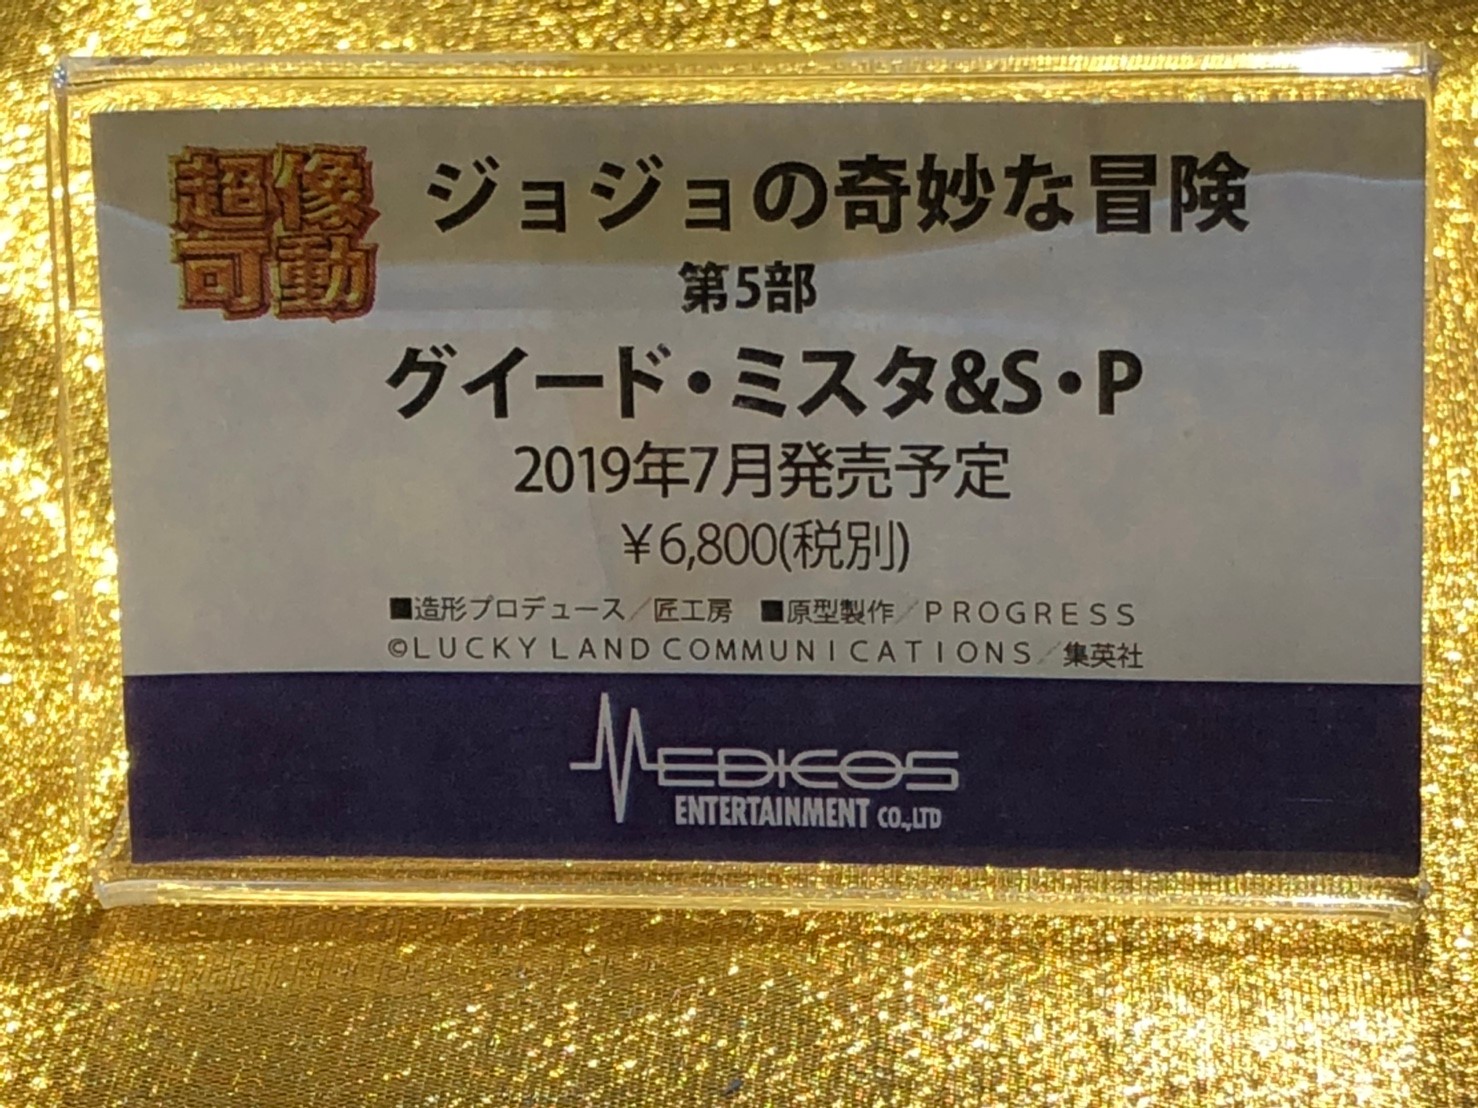 超像
可動
ジョジョの奇妙な冒険
第5部
グイード・ミスタ&S・P
2019年7月発売予定
￥6,800(税別)
■造形プロデュース／匠工房　■原型製作／PROGRESS
©LUCKY LAND COMMUNICATIONS／集英社
MEDICOS
ENTERTAINMENT CO.,LTD